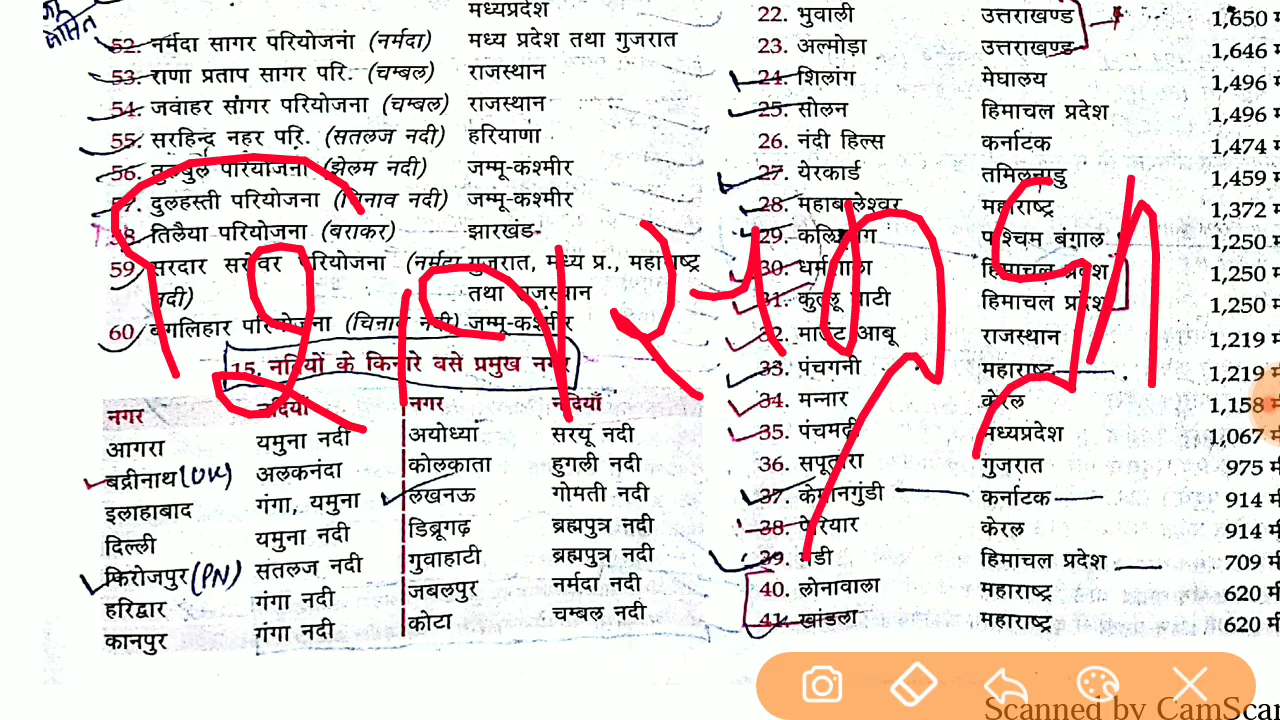 मध्यप्रदेश
52. नर्मदा सागर परियोजना (नर्मदा) मध्य प्रदेश तथा गुजरात
53. राणा प्रताप सागर परि. (चम्बल) राजस्थान
54. जवाहर सागर परियोजना (चम्बल) राजस्थान
55. सरहिन्द नहर परि. (सतलज नदी) हरियाणा
56. तुलबुल परियोजना (झेलम नदी) जम्मू-कश्मीर
57. दुलहस्ती परियोजना (चिनाव नदी) जम्मू-कश्मीर
58. तिलैया परियोजना (बराकर) झारखंड
59. सरदार सरोवर परियोजना (नर्मदा गुजरात, मध्य प्र., महाराष्ट्र
नदी) तथा राजस्थान
60. बगलिहार परियोजना (चिनाव नदी) जम्मू-कश्मीर
15. नदियों के किनारे वसे प्रमुख नगर
नगर नदियाँ नगर नदियाँ
आगरा यमुना नदी अयोध्या सरयू नदी
बद्रीनाथ (UK) अलकनंदा कोलकाता हुगली नदी
इलाहाबाद गंगा, यमुना लखनऊ गोमती नदी
दिल्ली यमुना नदी डिब्रूगढ़ ब्रह्मपुत्र नदी
फिरोजपुर (PN) संतलज नदी गुवाहाटी ब्रह्मपुत्र नदी
हरिद्वार गंगा नदी जबलपुर नर्मदा नदी
कानपुर गंगा नदी कोटा चम्बल नदी
22. भुवाली उत्तराखण्ड 1,650 मी
23. अल्मोड़ा उत्तराखण्ड 1,646 मी
24. शिलांग मेघालय 1,496 मी
25. सोलन हिमाचल प्रदेश 1,496 मी
26. नंदी हिल्स कर्नाटक 1,474 मी
27. येरकार्ड तमिलनाडु 1,459 मी
28. महाबलेश्वर महाराष्ट्र 1,372 मी
29. कलिम्पोंग पश्चिम बंगाल 1,250 मी
30. धर्मशाला हिमाचल प्रदेश 1,250 मी
31. कुल्लू घाटी हिमाचल प्रदेश 1,250 मी
32. माउंट आबू राजस्थान 1,219 मी
33. पंचगनी महाराष्ट्र 1,219 मी
34. मन्नार केरल 1,158 मी
35. पंचमढ़ी मध्यप्रदेश 1,067 मी
36. सपूतारा गुजरात 975 मी
37. केमानगुंडी कर्नाटक 914 मी
38. पेरियार केरल 914 मी
39. मंडी हिमाचल प्रदेश 709 मी
40. लोनावाला महाराष्ट्र 620 मी
41. खांडला महाराष्ट्र 620 मी
Scanned by CamScan